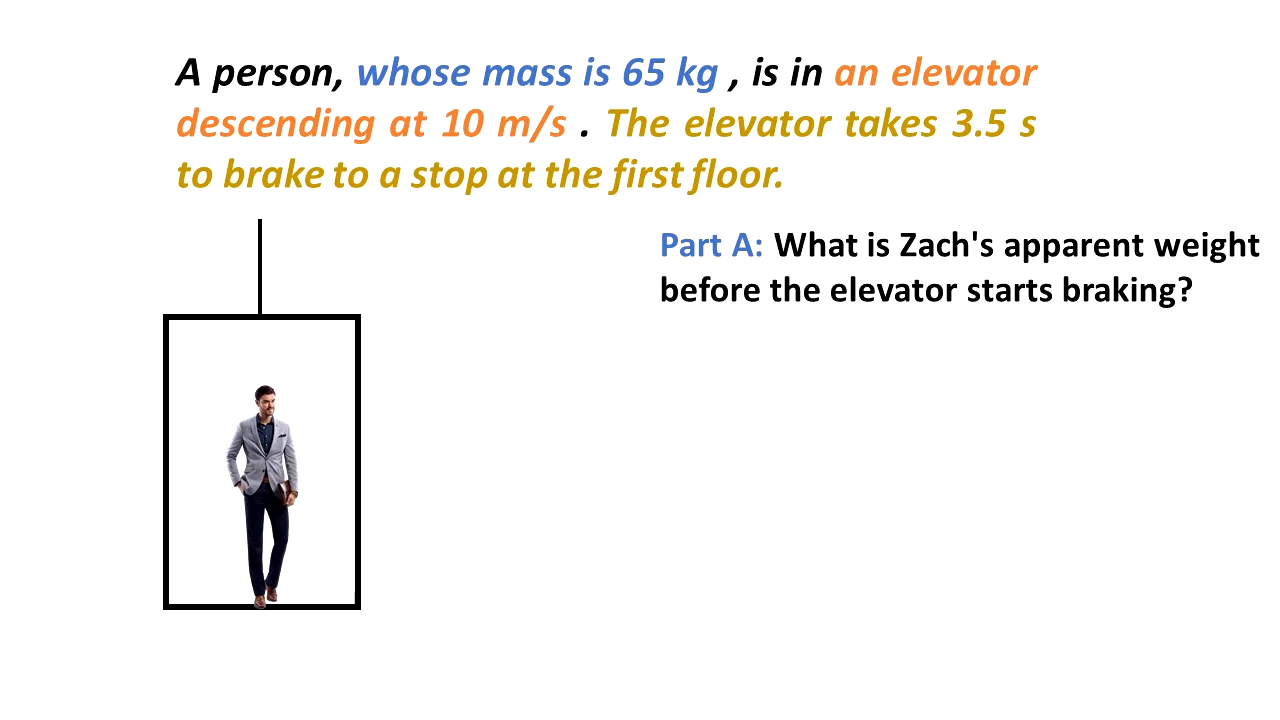 A person, whose mass is 65 kg , is in an elevator
descending at 10 m/s . The elevator takes 3.5 s
to brake to a stop at the first floor.
Part A: What is Zach's apparent weight
before the elevator starts braking?